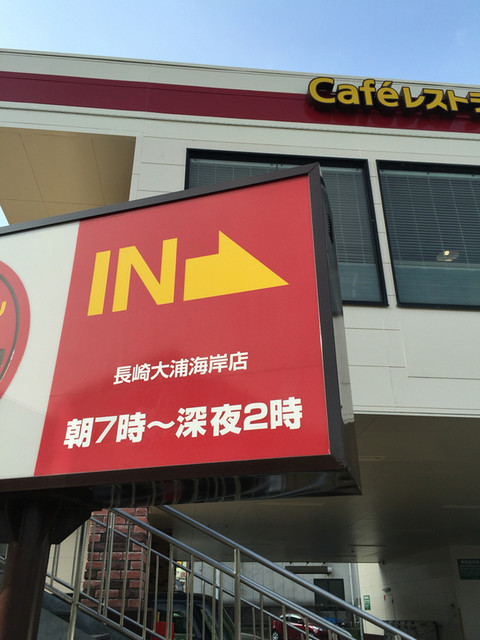 Caféレストラ
IN
長崎大浦海岸店
朝7時～深夜2時